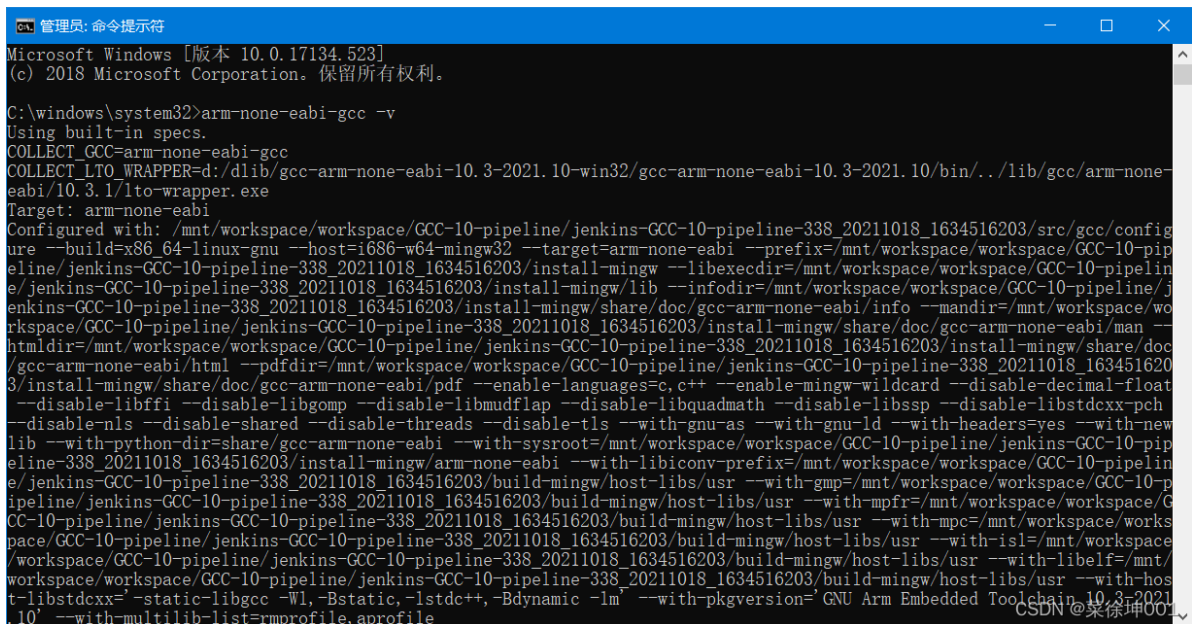 管理员: 命令提示符
Microsoft Windows [版本 10.0.17134.523]
(c) 2018 Microsoft Corporation。保留所有权利。
C:\windows\system32>arm-none-eabi-gcc -v
Using built-in specs.
COLLECT_GCC=arm-none-eabi-gcc
COLLECT_LTO_WRAPPER=d:/dlib/gcc-arm-none-eabi-10.3-2021.10-win32/gcc-arm-none-eabi-10.3-2021.10/bin/../lib/gcc/arm-none-
eabi/10.3.1/lto-wrapper.exe
Target: arm-none-eabi
Configured with: /mnt/workspace/workspace/GCC-10-pipeline/jenkins-GCC-10-pipeline-338_20211018_1634516203/src/gcc/config
ure --build=x86_64-linux-gnu --host=i686-w64-mingw32 --target=arm-none-eabi --prefix=/mnt/workspace/workspace/GCC-10-pip
eline/jenkins-GCC-10-pipeline-338_20211018_1634516203/install-mingw --libexecdir=/mnt/workspace/workspace/GCC-10-pipelin
e/jenkins-GCC-10-pipeline-338_20211018_1634516203/install-mingw/lib --infodir=/mnt/workspace/workspace/GCC-10-pipeline/j
enkins-GCC-10-pipeline-338_20211018_1634516203/install-mingw/share/doc/gcc-arm-none-eabi/info --mandir=/mnt/workspace/wo
rkspace/GCC-10-pipeline/jenkins-GCC-10-pipeline-338_20211018_1634516203/install-mingw/share/doc/gcc-arm-none-eabi/man --
htmldir=/mnt/workspace/workspace/GCC-10-pipeline/jenkins-GCC-10-pipeline-338_20211018_1634516203/install-mingw/share/doc
/gcc-arm-none-eabi/html --pdfdir=/mnt/workspace/workspace/GCC-10-pipeline/jenkins-GCC-10-pipeline-338_20211018_163451620
3/install-mingw/share/doc/gcc-arm-none-eabi/pdf --enable-languages=c,c++ --enable-mingw-wildcard --disable-decimal-float
 --disable-libffi --disable-libgomp --disable-libmudflap --disable-libquadmath --disable-libssp --disable-libstdcxx-pch
--disable-nls --disable-shared --disable-threads --disable-tls --with-gnu-as --with-gnu-ld --with-headers=yes --with-new
lib --with-python-dir=share/gcc-arm-none-eabi --with-sysroot=/mnt/workspace/workspace/GCC-10-pipeline/jenkins-GCC-10-pip
eline-338_20211018_1634516203/install-mingw/arm-none-eabi --with-libiconv-prefix=/mnt/workspace/workspace/GCC-10-pipelin
e/jenkins-GCC-10-pipeline-338_20211018_1634516203/build-mingw/host-libs/usr --with-gmp=/mnt/workspace/workspace/GCC-10-p
ipeline/jenkins-GCC-10-pipeline-338_20211018_1634516203/build-mingw/host-libs/usr --with-mpfr=/mnt/workspace/workspace/G
CC-10-pipeline/jenkins-GCC-10-pipeline-338_20211018_1634516203/build-mingw/host-libs/usr --with-mpc=/mnt/workspace/works
pace/GCC-10-pipeline/jenkins-GCC-10-pipeline-338_20211018_1634516203/build-mingw/host-libs/usr --with-isl=/mnt/workspace
/workspace/GCC-10-pipeline/jenkins-GCC-10-pipeline-338_20211018_1634516203/build-mingw/host-libs/usr --with-libelf=/mnt/
workspace/workspace/GCC-10-pipeline/jenkins-GCC-10-pipeline-338_20211018_1634516203/build-mingw/host-libs/usr --with-hos
t-libstdcxx='-static-libgcc -Wl,-Bstatic,-lstdc++,-Bdynamic -lm' --with-pkgversion='GNU Arm Embedded Toolchain 10.3-2021
.10' --with-multilib-list=rmprofile,aprofile
CSDN @菜徐坤001